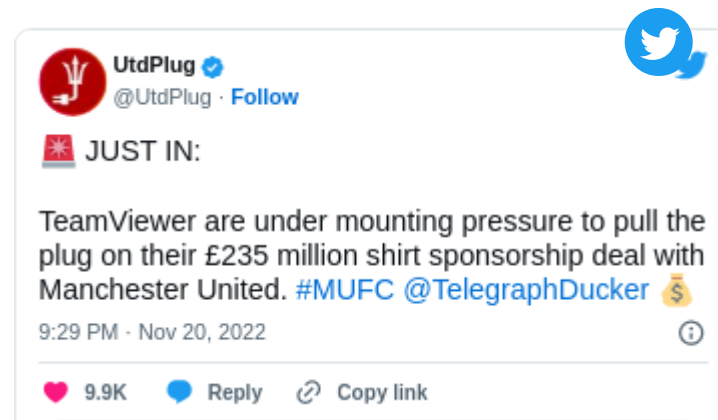 UtdPlug
@UtdPlug · Follow
🚨 JUST IN:
TeamViewer are under mounting pressure to pull the
plug on their £235 million shirt sponsorship deal with
Manchester United. #MUFC @TelegraphDucker 💰
9:29 PM · Nov 20, 2022
9.9K Reply Copy link